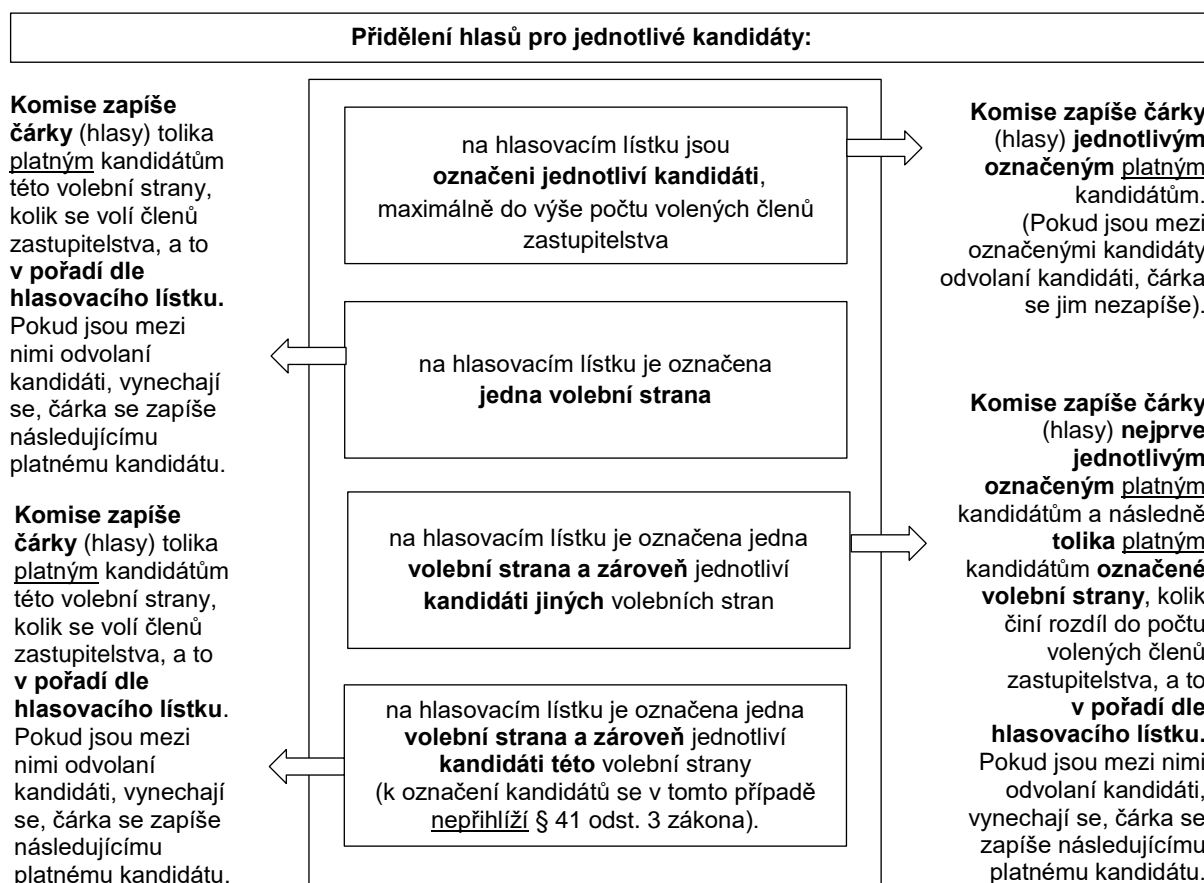 Přidělení hlasů pro jednotlivé kandidáty:
na hlasovacím lístku jsou
označeni jednotliví kandidáti,
maximálně do výše počtu volených členů
zastupitelstva
Komise zapíše čárky
(hlasy) jednotlivým
označeným platným
kandidátům.
(Pokud jsou mezi
označenými kandidáty
odvolaní kandidáti, čárka
se jim nezapíše).
Komise zapíše
čárky (hlasy) tolika
platným kandidátům
této volební strany,
kolik se volí členů
zastupitelstva, a to
v pořadí dle
hlasovacího lístku.
Pokud jsou mezi
nimi odvolaní
kandidáti, vynechají
se, čárka se zapíše
následujícímu
platnému kandidátu.
na hlasovacím lístku je označena
jedna volební strana
na hlasovacím lístku je označena jedna
volební strana a zároveň jednotliví
kandidáti jiných volebních stran
Komise zapíše čárky
(hlasy) nejprve
jednotlivým
označeným platným
kandidátům a následně
tolika platným
kandidátům označené
volební strany, kolik
činí rozdíl do počtu
volených členů
zastupitelstva, a to
v pořadí dle
hlasovacího lístku.
Pokud jsou mezi nimi
odvolaní kandidáti,
vynechají se, čárka se
zapíše následujícímu
platnému kandidátu.
Komise zapíše
čárky (hlasy) tolika
platným kandidátům
této volební strany,
kolik se volí členů
zastupitelstva, a to
v pořadí dle
hlasovacího lístku.
Pokud jsou mezi
nimi odvolaní
kandidáti, vynechají
se, čárka se zapíše
následujícímu
platnému kandidátu.
na hlasovacím lístku je označena jedna
volební strana a zároveň jednotliví
kandidáti této volební strany
(k označení kandidátů se v tomto případě
nepřihlíží § 41 odst. 3 zákona).